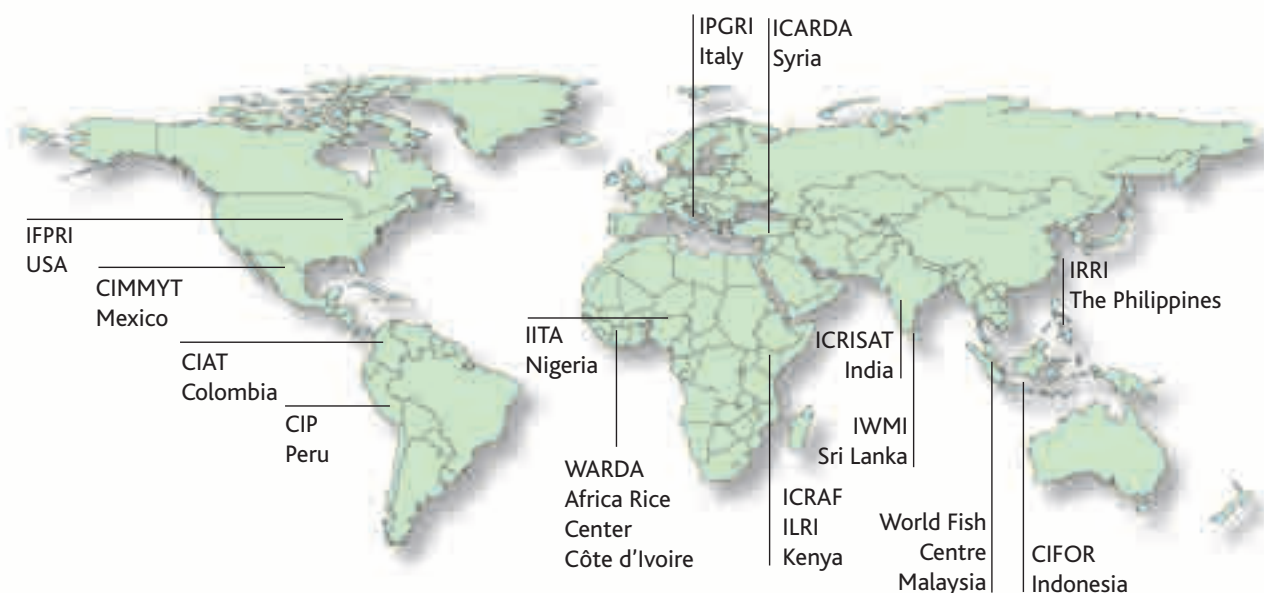 IPGRI
Italy
ICARDA
Syria
IFPRI
USA
CIMMYT
Mexico
CIAT
Colombia
CIP
Peru
IITA
Nigeria
WARDA
Africa Rice
Center
Côte d'Ivoire
ICRAF
ILRI
Kenya
ICRISAT
India
IWMI
Sri Lanka
IRRI
The Philippines
World Fish
Centre
Malaysia
CIFOR
Indonesia